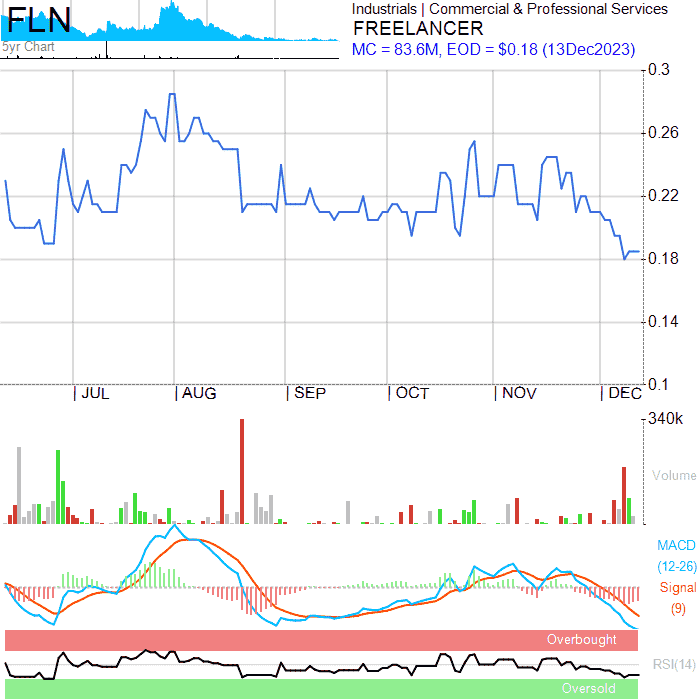 FLN
5yr Chart
Industrials | Commercial & Professional Services
FREELANCER
MC = 83.6M, EOD = $0.18 (13Dec2023)
0.3
0.26
0.22
0.18
0.14
0.1
| JUL | AUG | SEP | OCT | NOV | DEC
340k
Volume
MACD
(12-26)
Signal
(9)
Overbought
RSI(14)
Oversold